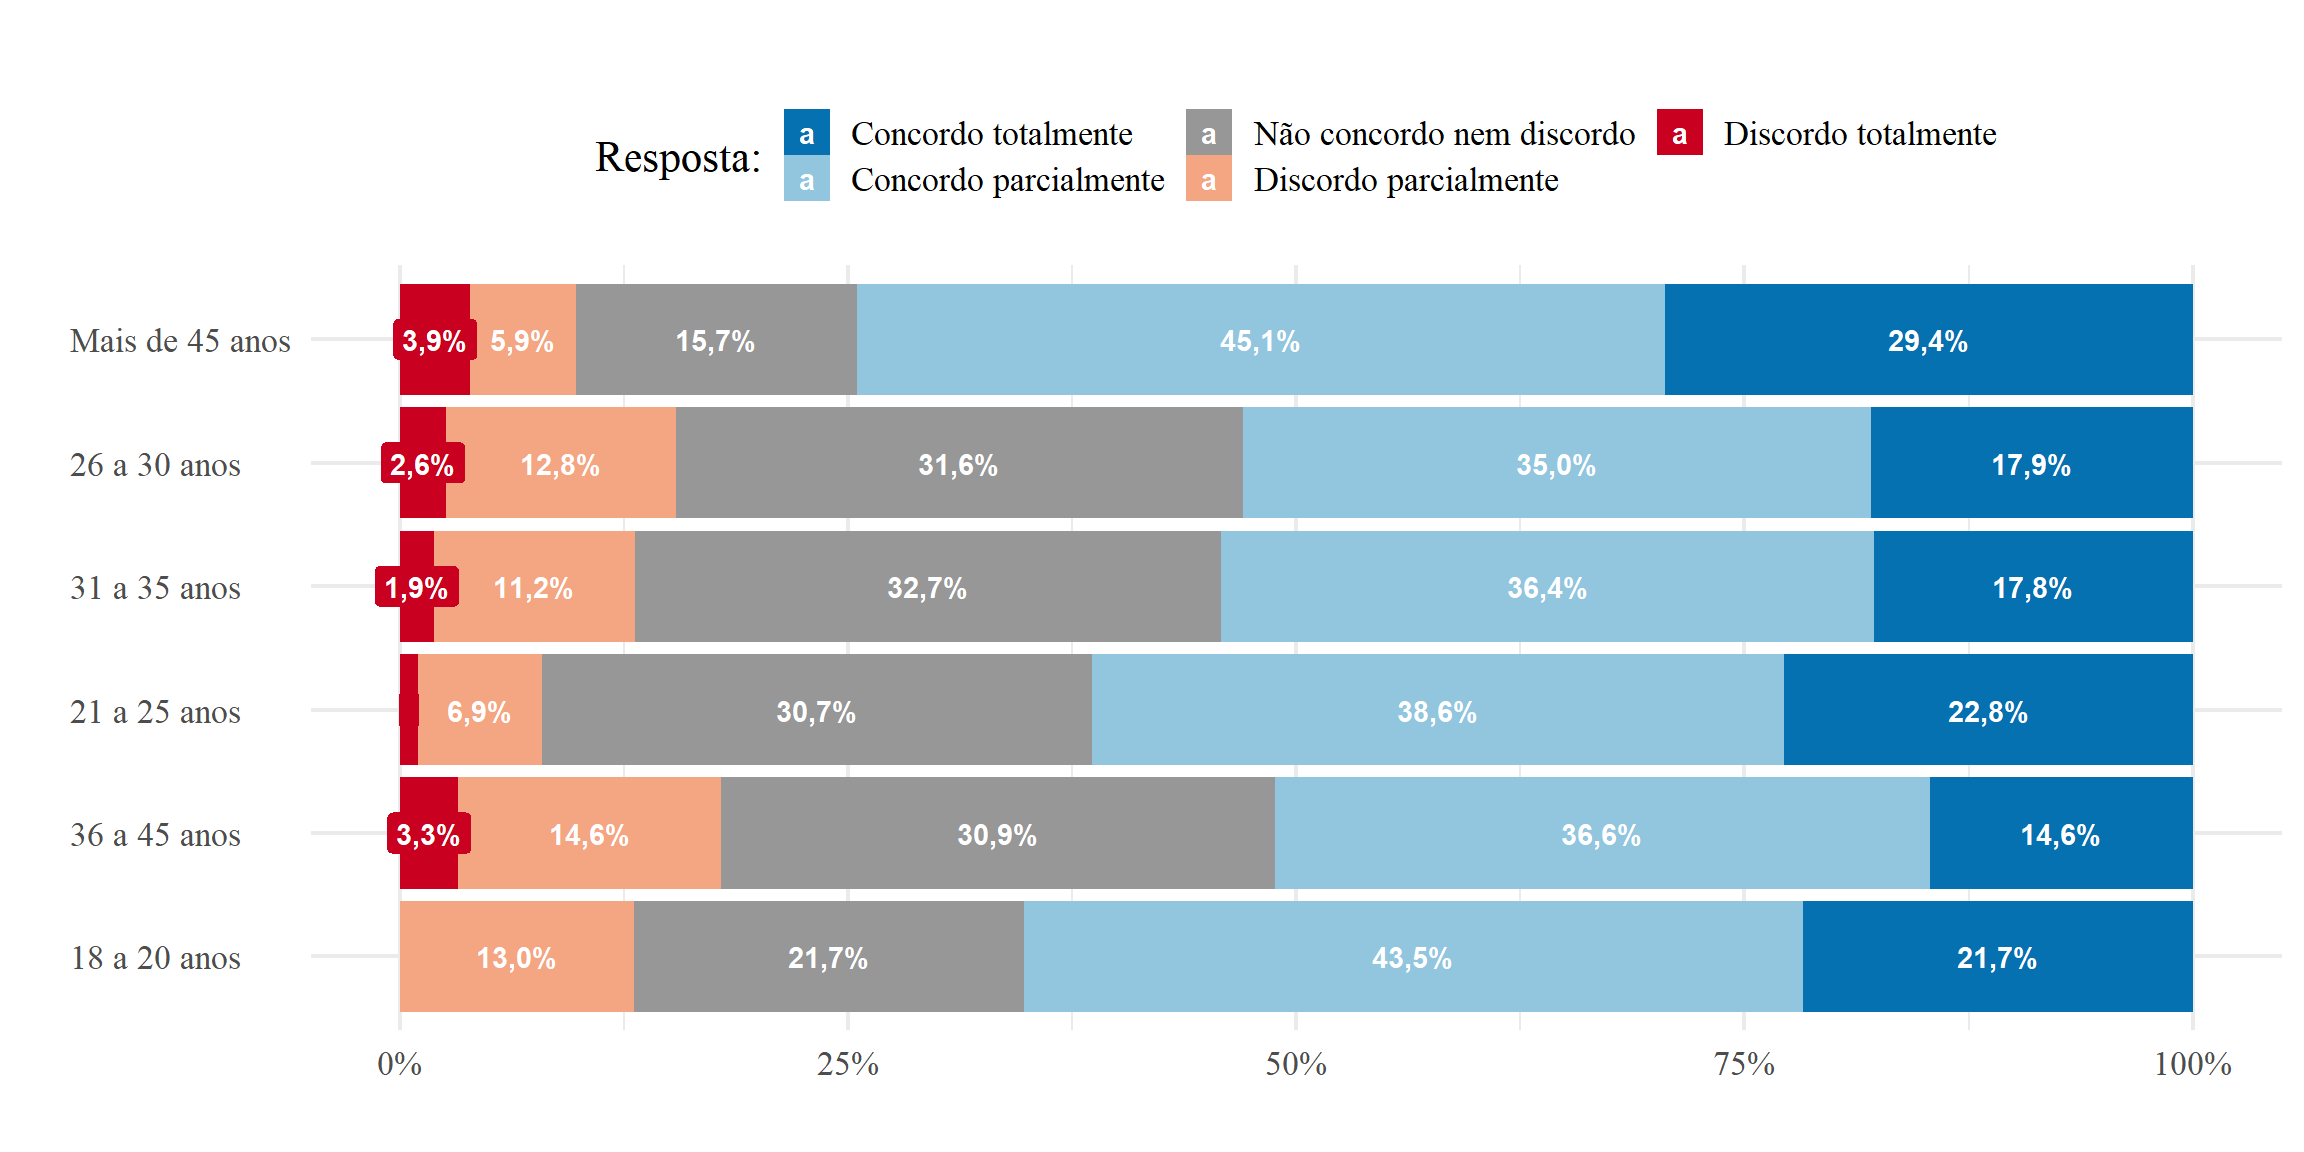 Resposta: a Concordo totalmente a Não concordo nem discordo a Discordo totalmente
a Concordo parcialmente a Discordo parcialmente
Mais de 45 anos 3,9% 5,9% 15,7% 45,1% 29,4%
26 a 30 anos 2,6% 12,8% 31,6% 35,0% 17,9%
31 a 35 anos 1,9% 11,2% 32,7% 36,4% 17,8%
21 a 25 anos 6,9% 30,7% 38,6% 22,8%
36 a 45 anos 3,3% 14,6% 30,9% 36,6% 14,6%
18 a 20 anos 13,0% 21,7% 43,5% 21,7%
0% 25% 50% 75% 100%